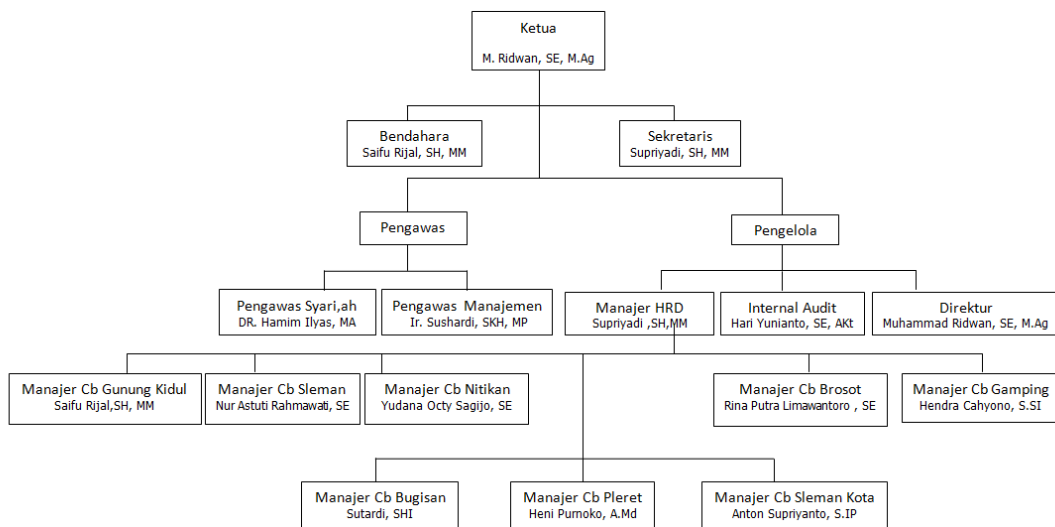 Ketua
M. Ridwan, SE, M.Ag
Bendahara
Saifu Rijal, SH, MM
Sekretaris
Supriyadi, SH, MM
Pengawas
Pengelola
Pengawas Syari,ah
DR. Hamim Ilyas, MA
Pengawas Manajemen
Ir. Sushardi, SKH, MP
Manajer HRD
Supriyadi ,SH,MM
Internal Audit
Hari Yunianto, SE, AKt
Direktur
Muhammad Ridwan, SE, M.Ag
Manajer Cb Gunung Kidul
Saifu Rijal,SH, MM
Manajer Cb Sleman
Nur Astuti Rahmawati, SE
Manajer Cb Nitikan
Yudana Octy Sagijo, SE
Manajer Cb Brosot
Rina Putra Limawantoro , SE
Manajer Cb Gamping
Hendra Cahyono, S.SI
Manajer Cb Bugisan
Sutardi, SHI
Manajer Cb Pleret
Heni Purnoko, A.Md
Manajer Cb Sleman Kota
Anton Supriyanto, S.IP